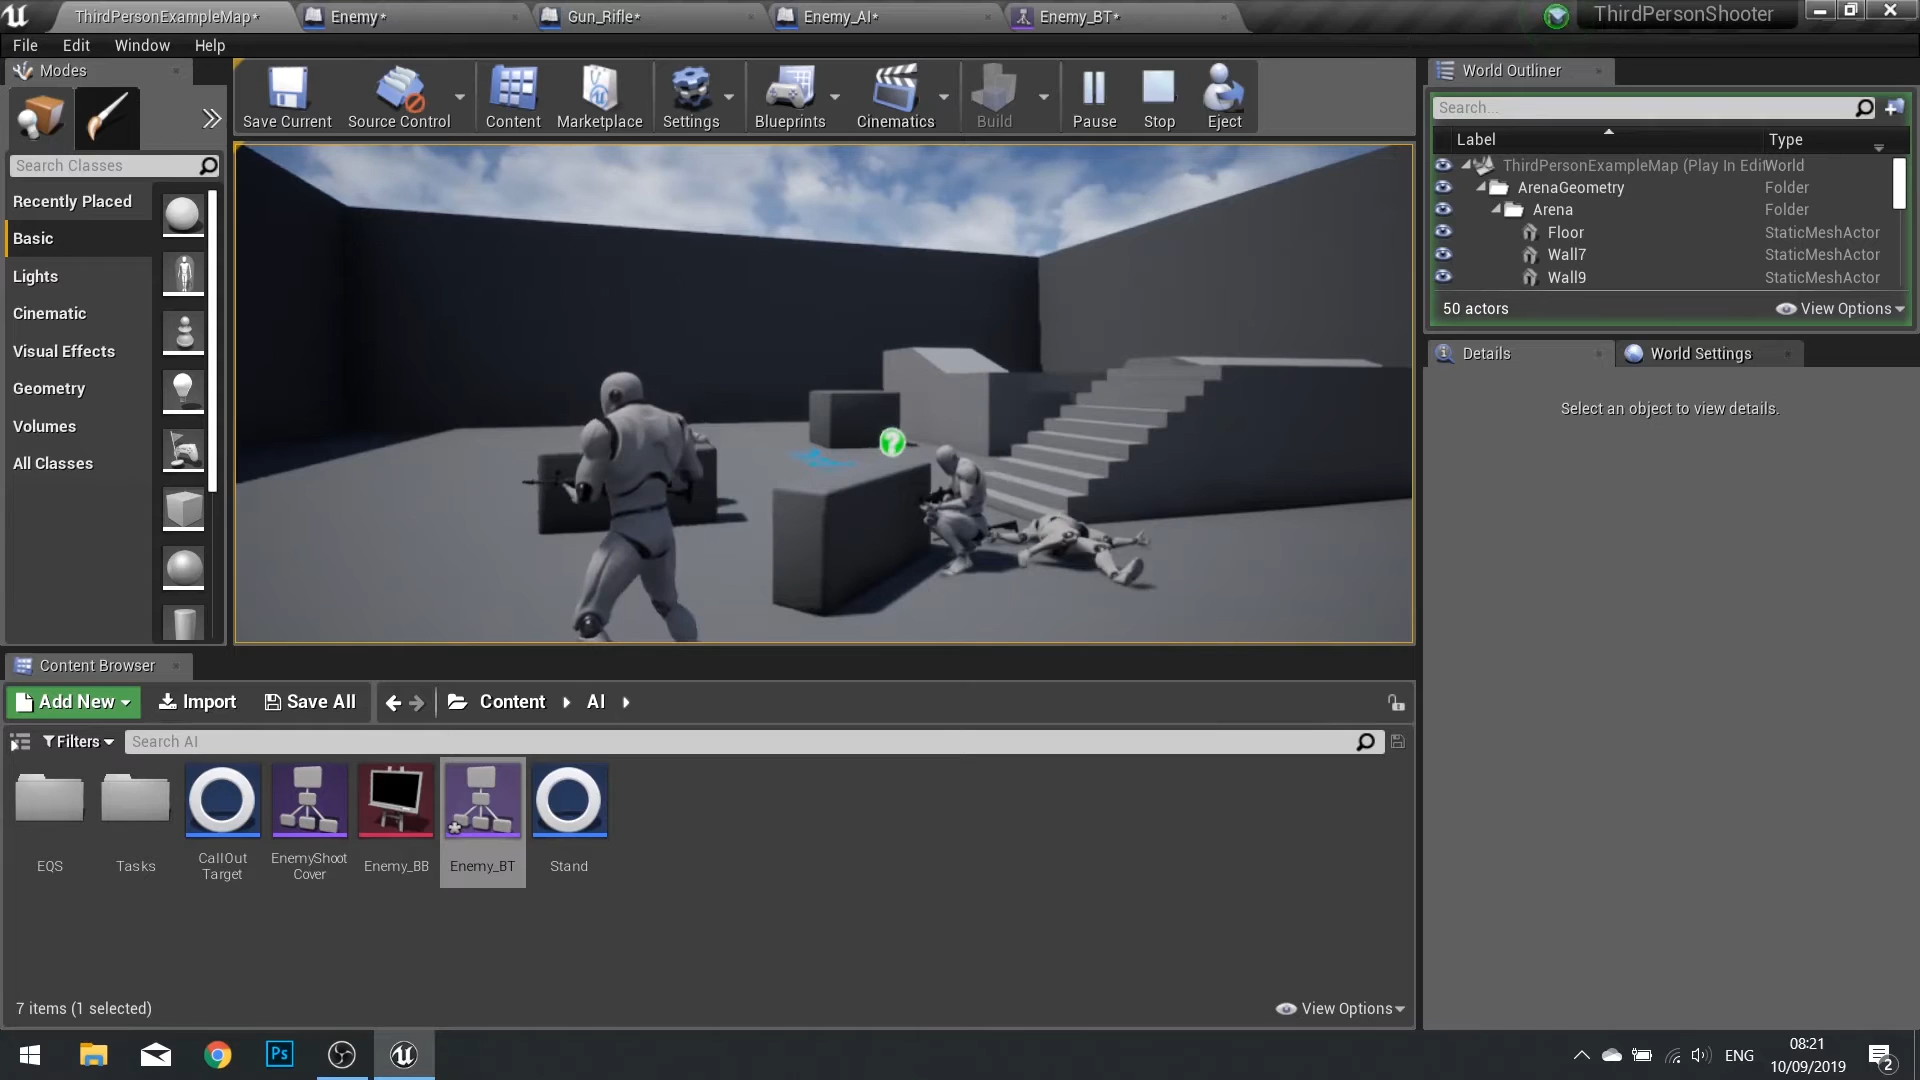 ThirdPersonExampleMap*
Enemy*
Gun_Rifle*
Enemy_AI*
Enemy_BT*
ThirdPersonShooter
File Edit Window Help
Modes
Search Classes
Recently Placed
Basic
Lights
Cinematic
Visual Effects
Geometry
Volumes
All Classes
Save Current Source Control Content Marketplace Settings Blueprints Cinematics Build Pause Stop Eject
World Outliner
Search...
Label Type
ThirdPersonExampleMap (Play In Edi World
ArenaGeometry Folder
Arena Folder
Floor StaticMeshActor
Wall7 StaticMeshActor
Wall9 StaticMeshActor
50 actors View Options
Details World Settings
Select an object to view details.
?
Content Browser
Add New Import Save All Content AI
Filters Search AI
EQS
Tasks
CallOut
Target
EnemyShoot
Cover
Enemy_BB
Enemy_BT
Stand
7 items (1 selected) View Options
Ps
ENG
08:21
10/09/2019
2